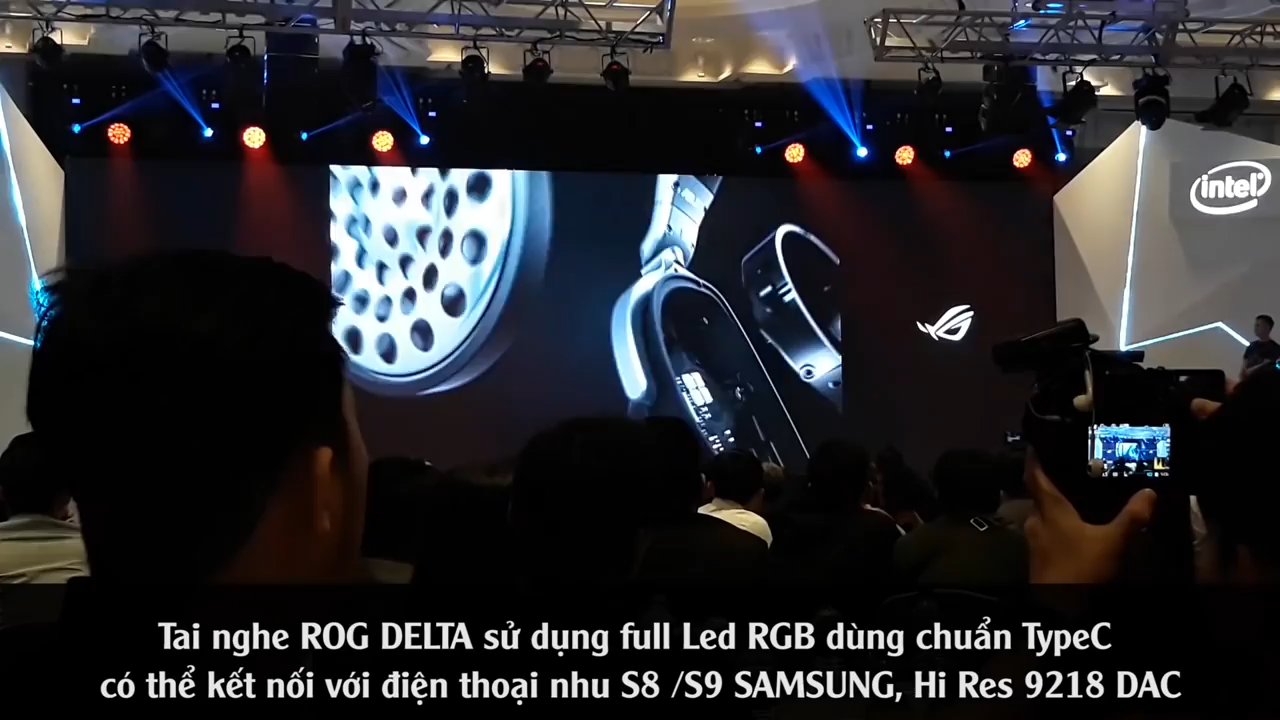 intel
Tai nghe ROG DELTA sử dụng full Led RGB dùng chuẩn TypeC
có thể kết nối với điện thoại nhu S8 /S9 SAMSUNG, Hi Res 9218 DAC